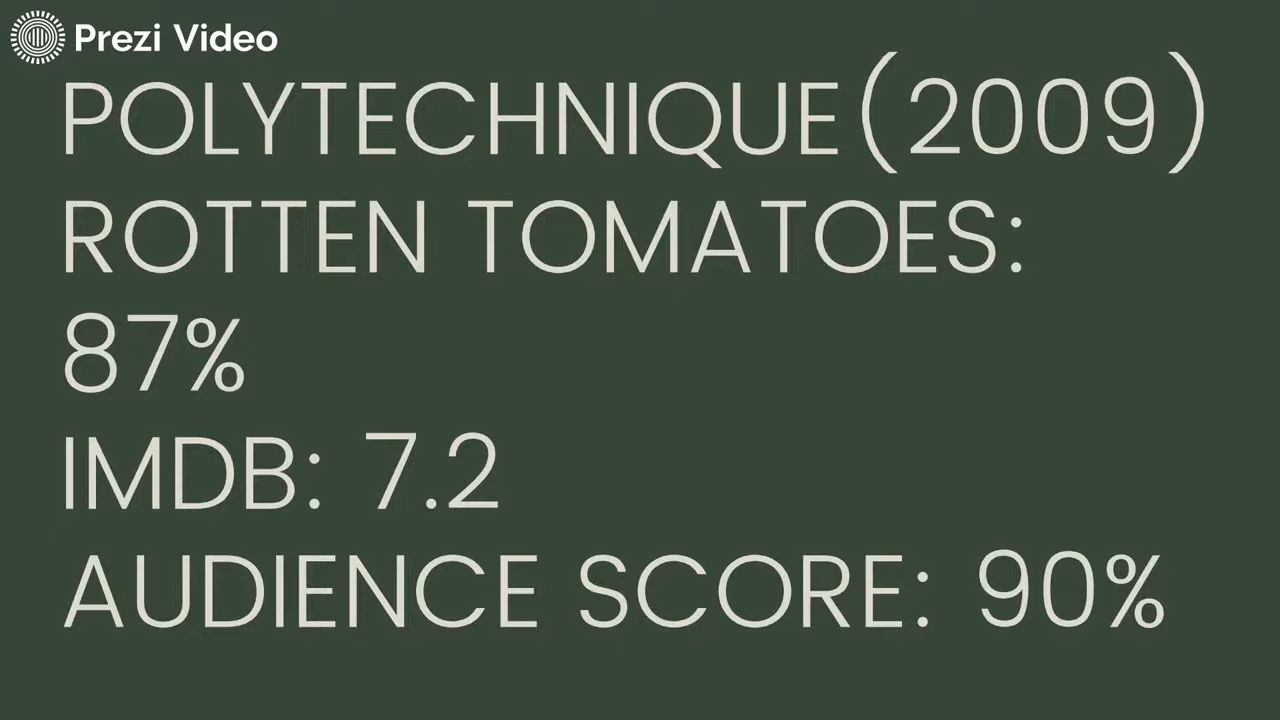 Prezi Video
POLYTECHNIQUE(2009)
ROTTEN TOMATOES:
87%
IMDB: 7.2
AUDIENCE SCORE: 90%